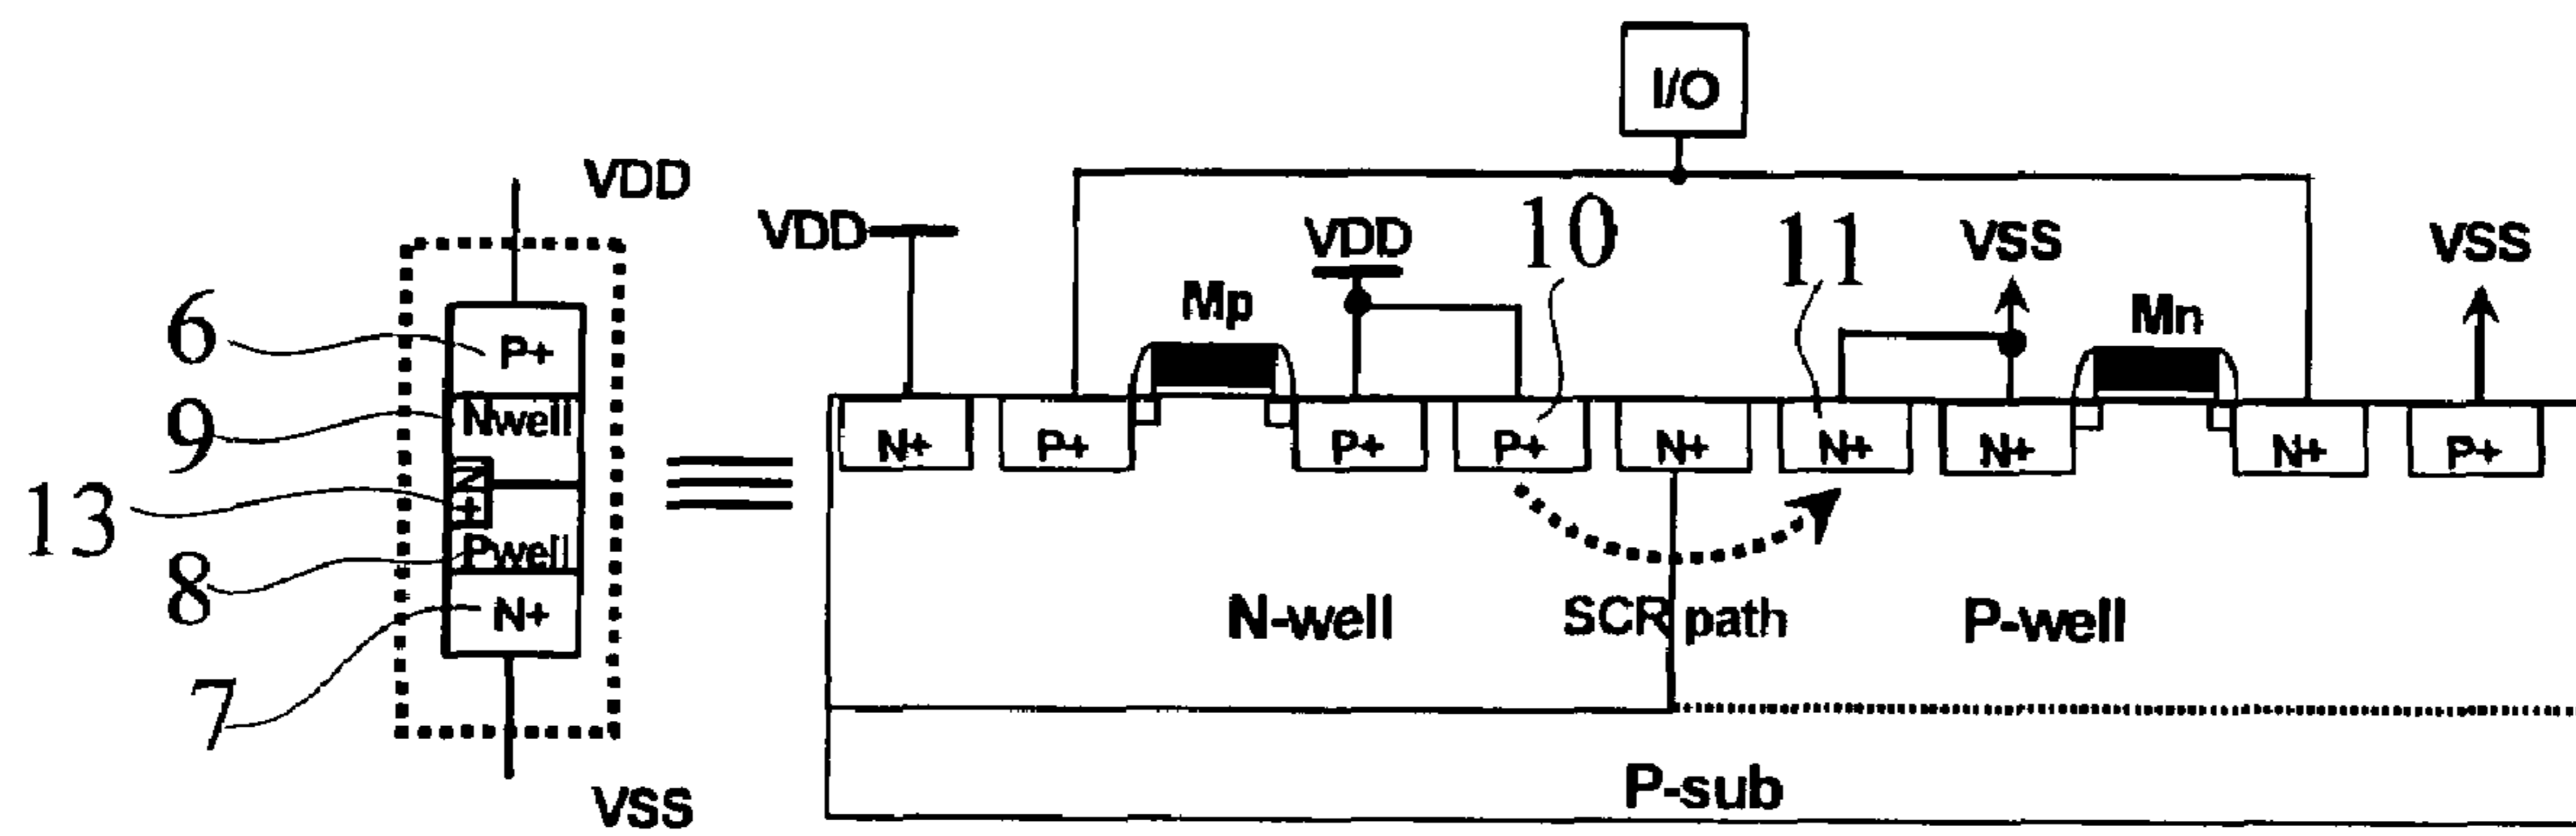 I/O
VDD
VDD
VDD
10
11
VSS
VSS
Mp
Mn
6
P+
9
Nwell
N+
13
8
Pwell
N+
7
VSS
N+
P+
P+
P+
N+
N+
N+
N+
P+
N-well
SCR path
P-well
P-sub